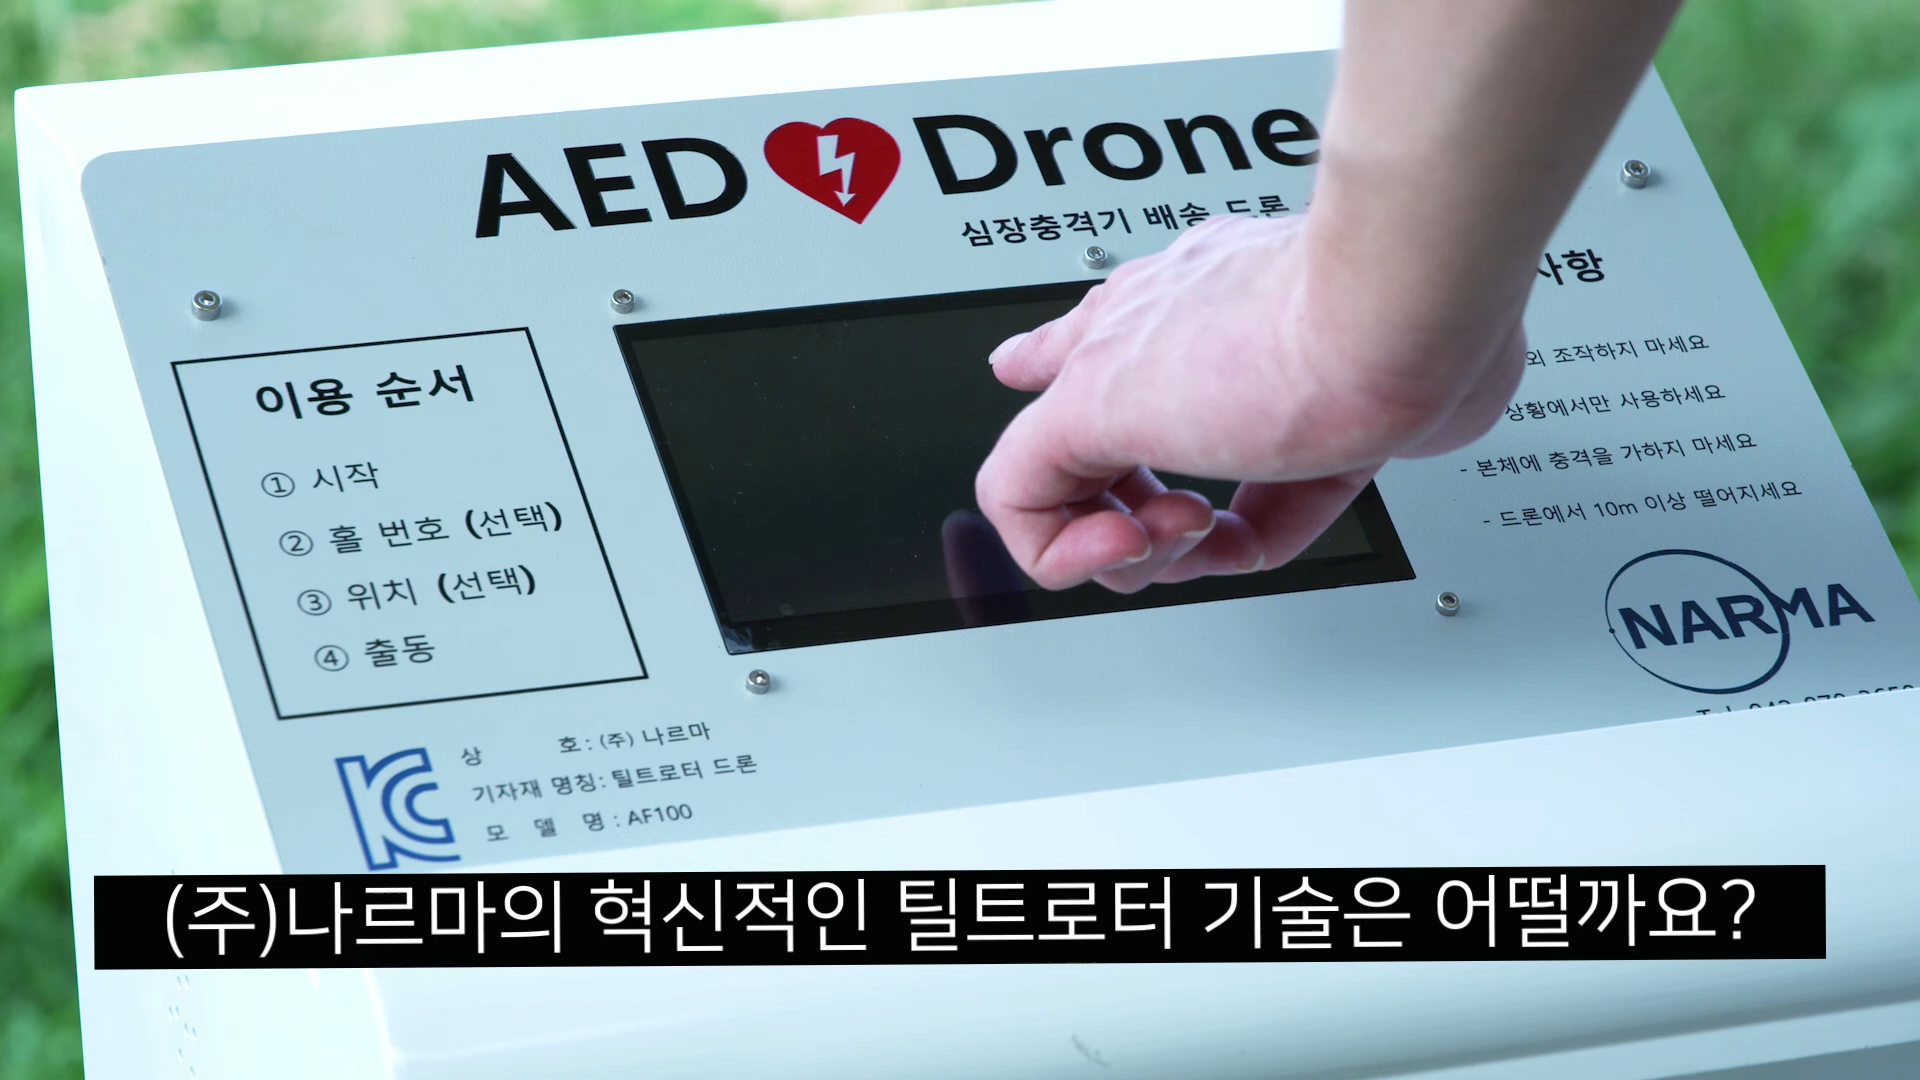 AED Drone
심장충격기 배송 드론
이용 순서
① 시작
② 홀 번호 (선택)
③ 위치 (선택)
④ 출동
사항
외 조작하지 마세요
상황에서만 사용하세요
- 본체에 충격을 가하지 마세요
- 드론에서 10m 이상 떨어지세요
NARMA
상 호 : (주) 나르마
기자재 명칭: 틸트로터 드론
모 델 명 : AF100
(주)나르마의 혁신적인 틸트로터 기술은 어떨까요?